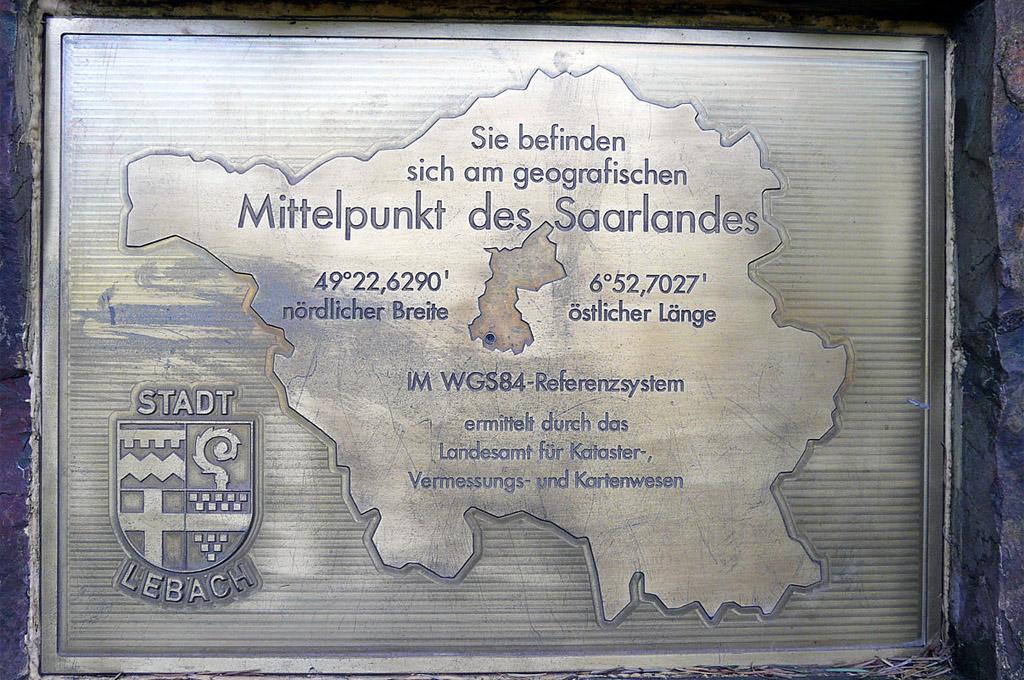 Sie befinden
sich am geografischen
Mittelpunkt des Saarlandes
49°22,6290' 6°52,7027'
nördlicher Breite östlicher Länge
IM WGS84-Referenzsystem
ermittelt durch das
Landesamt für Kataster-,
Vermessungs- und Kartenwesen
STADT
LEBACH